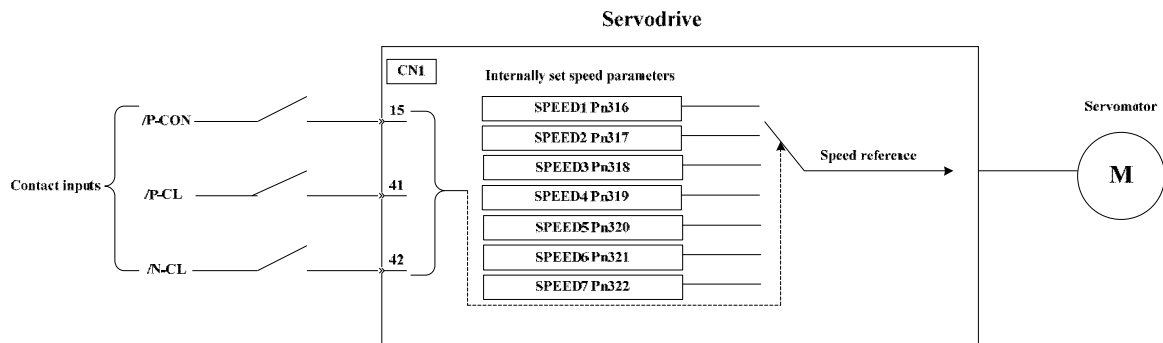 Servodrive
CN1
Internally set speed parameters
Contact inputs
/P-CON
15
/P-CL
41
/N-CL
42
SPEED1 Pn316
SPEED2 Pn317
SPEED3 Pn318
SPEED4 Pn319
SPEED5 Pn320
SPEED6 Pn321
SPEED7 Pn322
Speed reference
Servomator
M